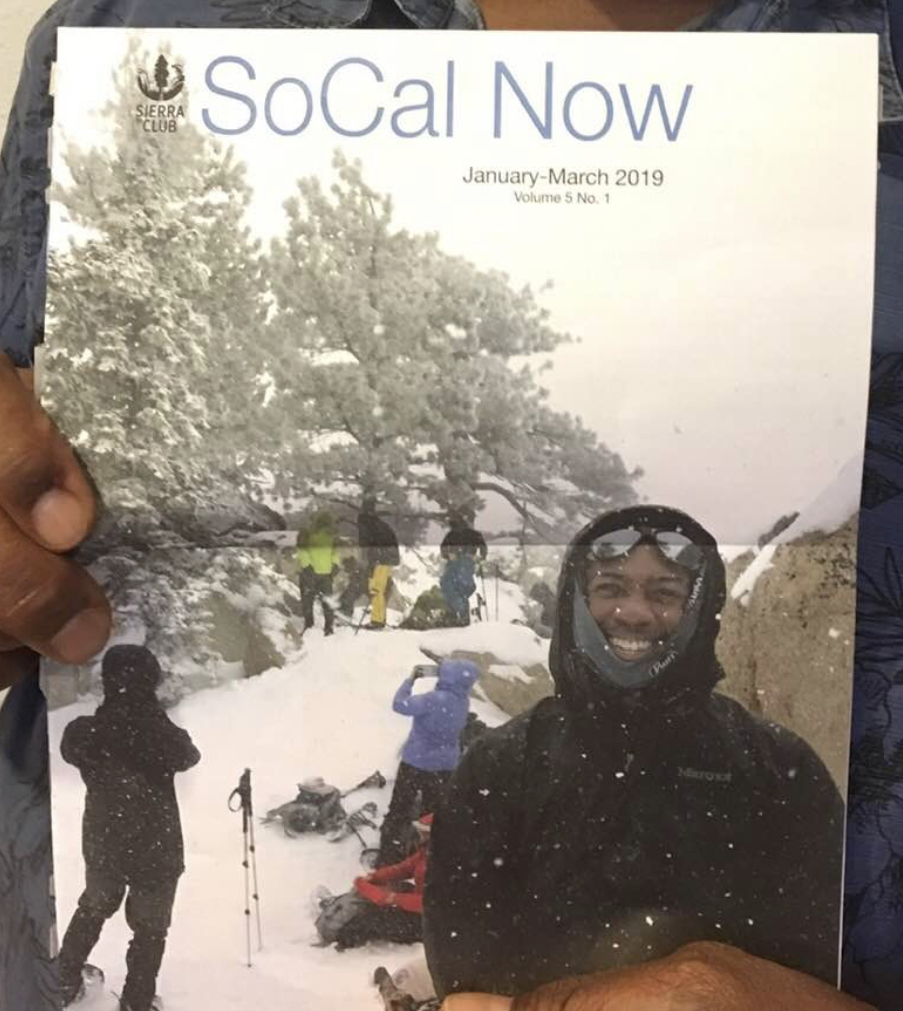 SIERRA
CLUB
SoCal Now
January-March 2019
Volume 5 No. 1
Marmot